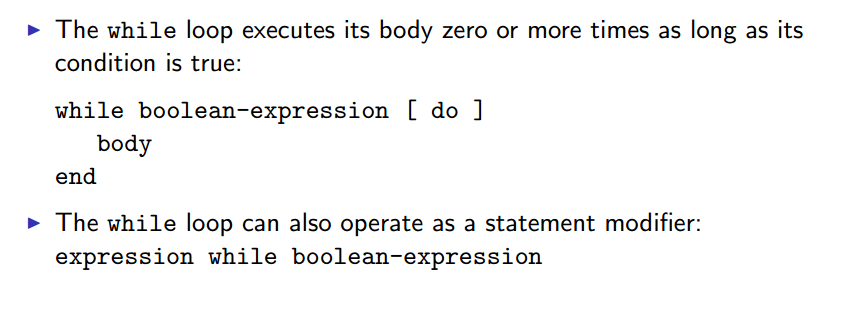 ▶ The while loop executes its body zero or more times as long as its
condition is true:
while boolean-expression [ do ]
body
end
▶ The while loop can also operate as a statement modifier:
expression while boolean-expression